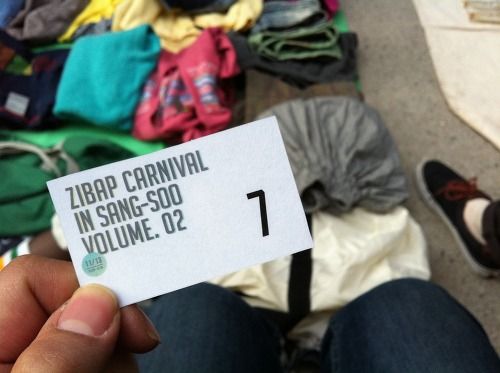 ZIBAP CARNIVAL
IN SANG-SOO
VOLUME. 02
7
11/13